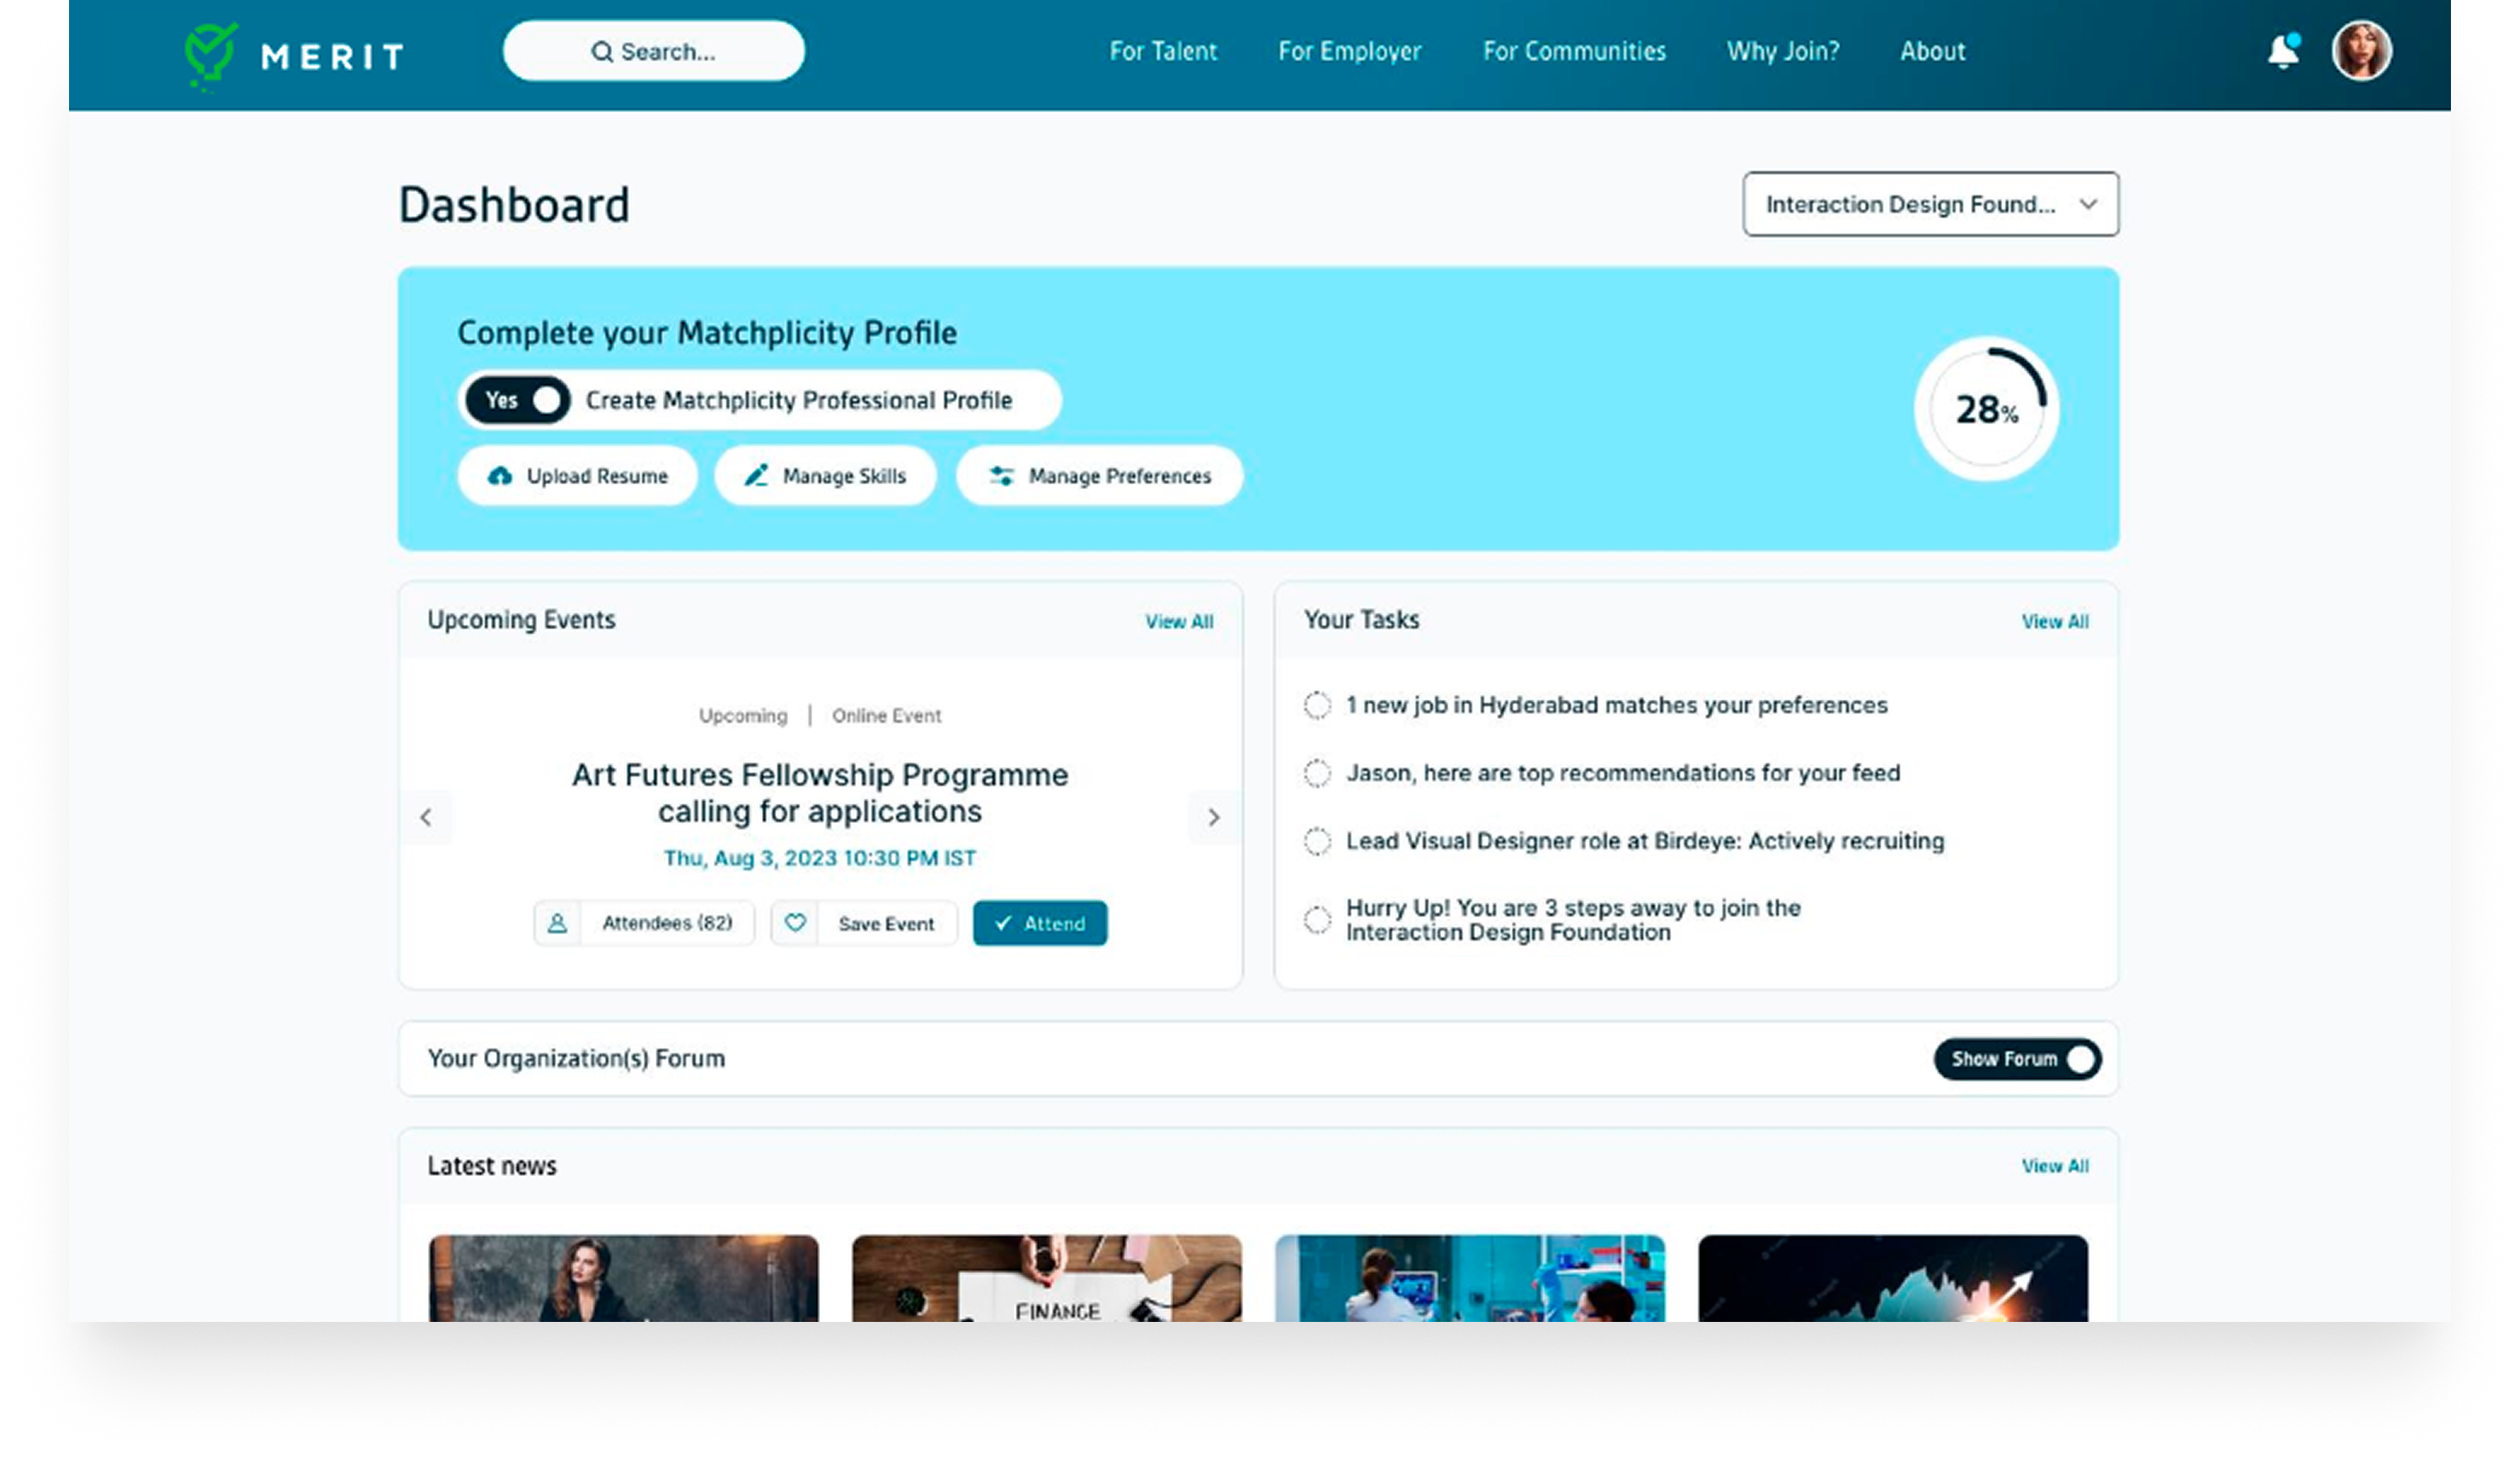 MERIT
Search...
For Talent
For Employer
For Communities
Why Join?
About
Dashboard
Interaction Design Found...
Complete your Matchplicity Profile
Yes
Create Matchplicity Professional Profile
Upload Resume
Manage Skills
Manage Preferences
28%
Upcoming Events
View All
Upcoming | Online Event
Art Futures Fellowship Programme
calling for applications
Thu, Aug 3, 2023 10:30 PM IST
Attendees (82)
Save Event
Attend
Your Tasks
View All
1 new job in Hyderabad matches your preferences
Jason, here are top recommendations for your feed
Lead Visual Designer role at Birdeye: Actively recruiting
Hurry Up! You are 3 steps away to join the
Interaction Design Foundation
Your Organization(s) Forum
Show Forum
Latest news
View All
FINANCE